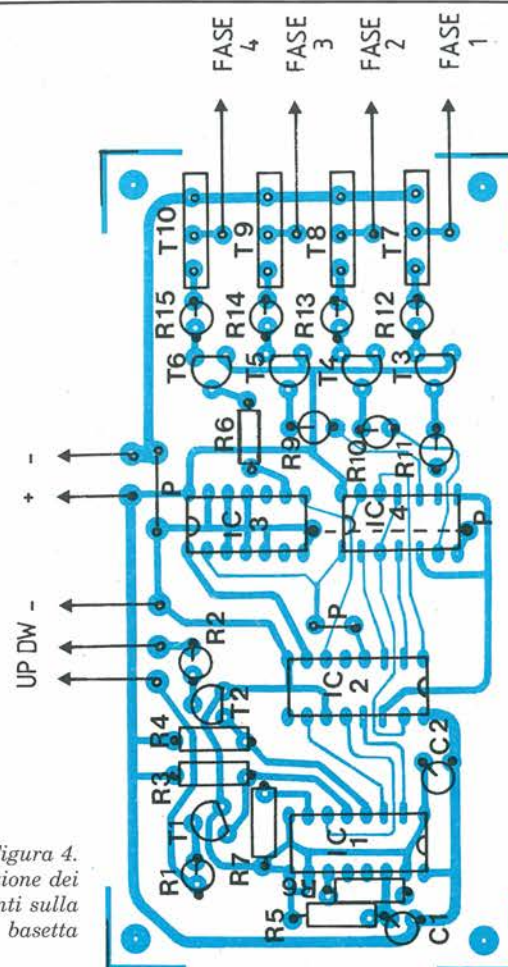 FASE
4
FASE
3
FASE
2
FASE
1
+ -
UP DW -
T10
T9
T8
T7
R15
R14
R13
R12
T6
T5
T4
T3
R6
R9
R10
R11
P
IC
3
IC
4
P
P
R2
T2
IC
2
R4
R3
T1
R1
R7
IC
1
C2
R5
C1
igura 4.
ione dei
nti sulla
basetta